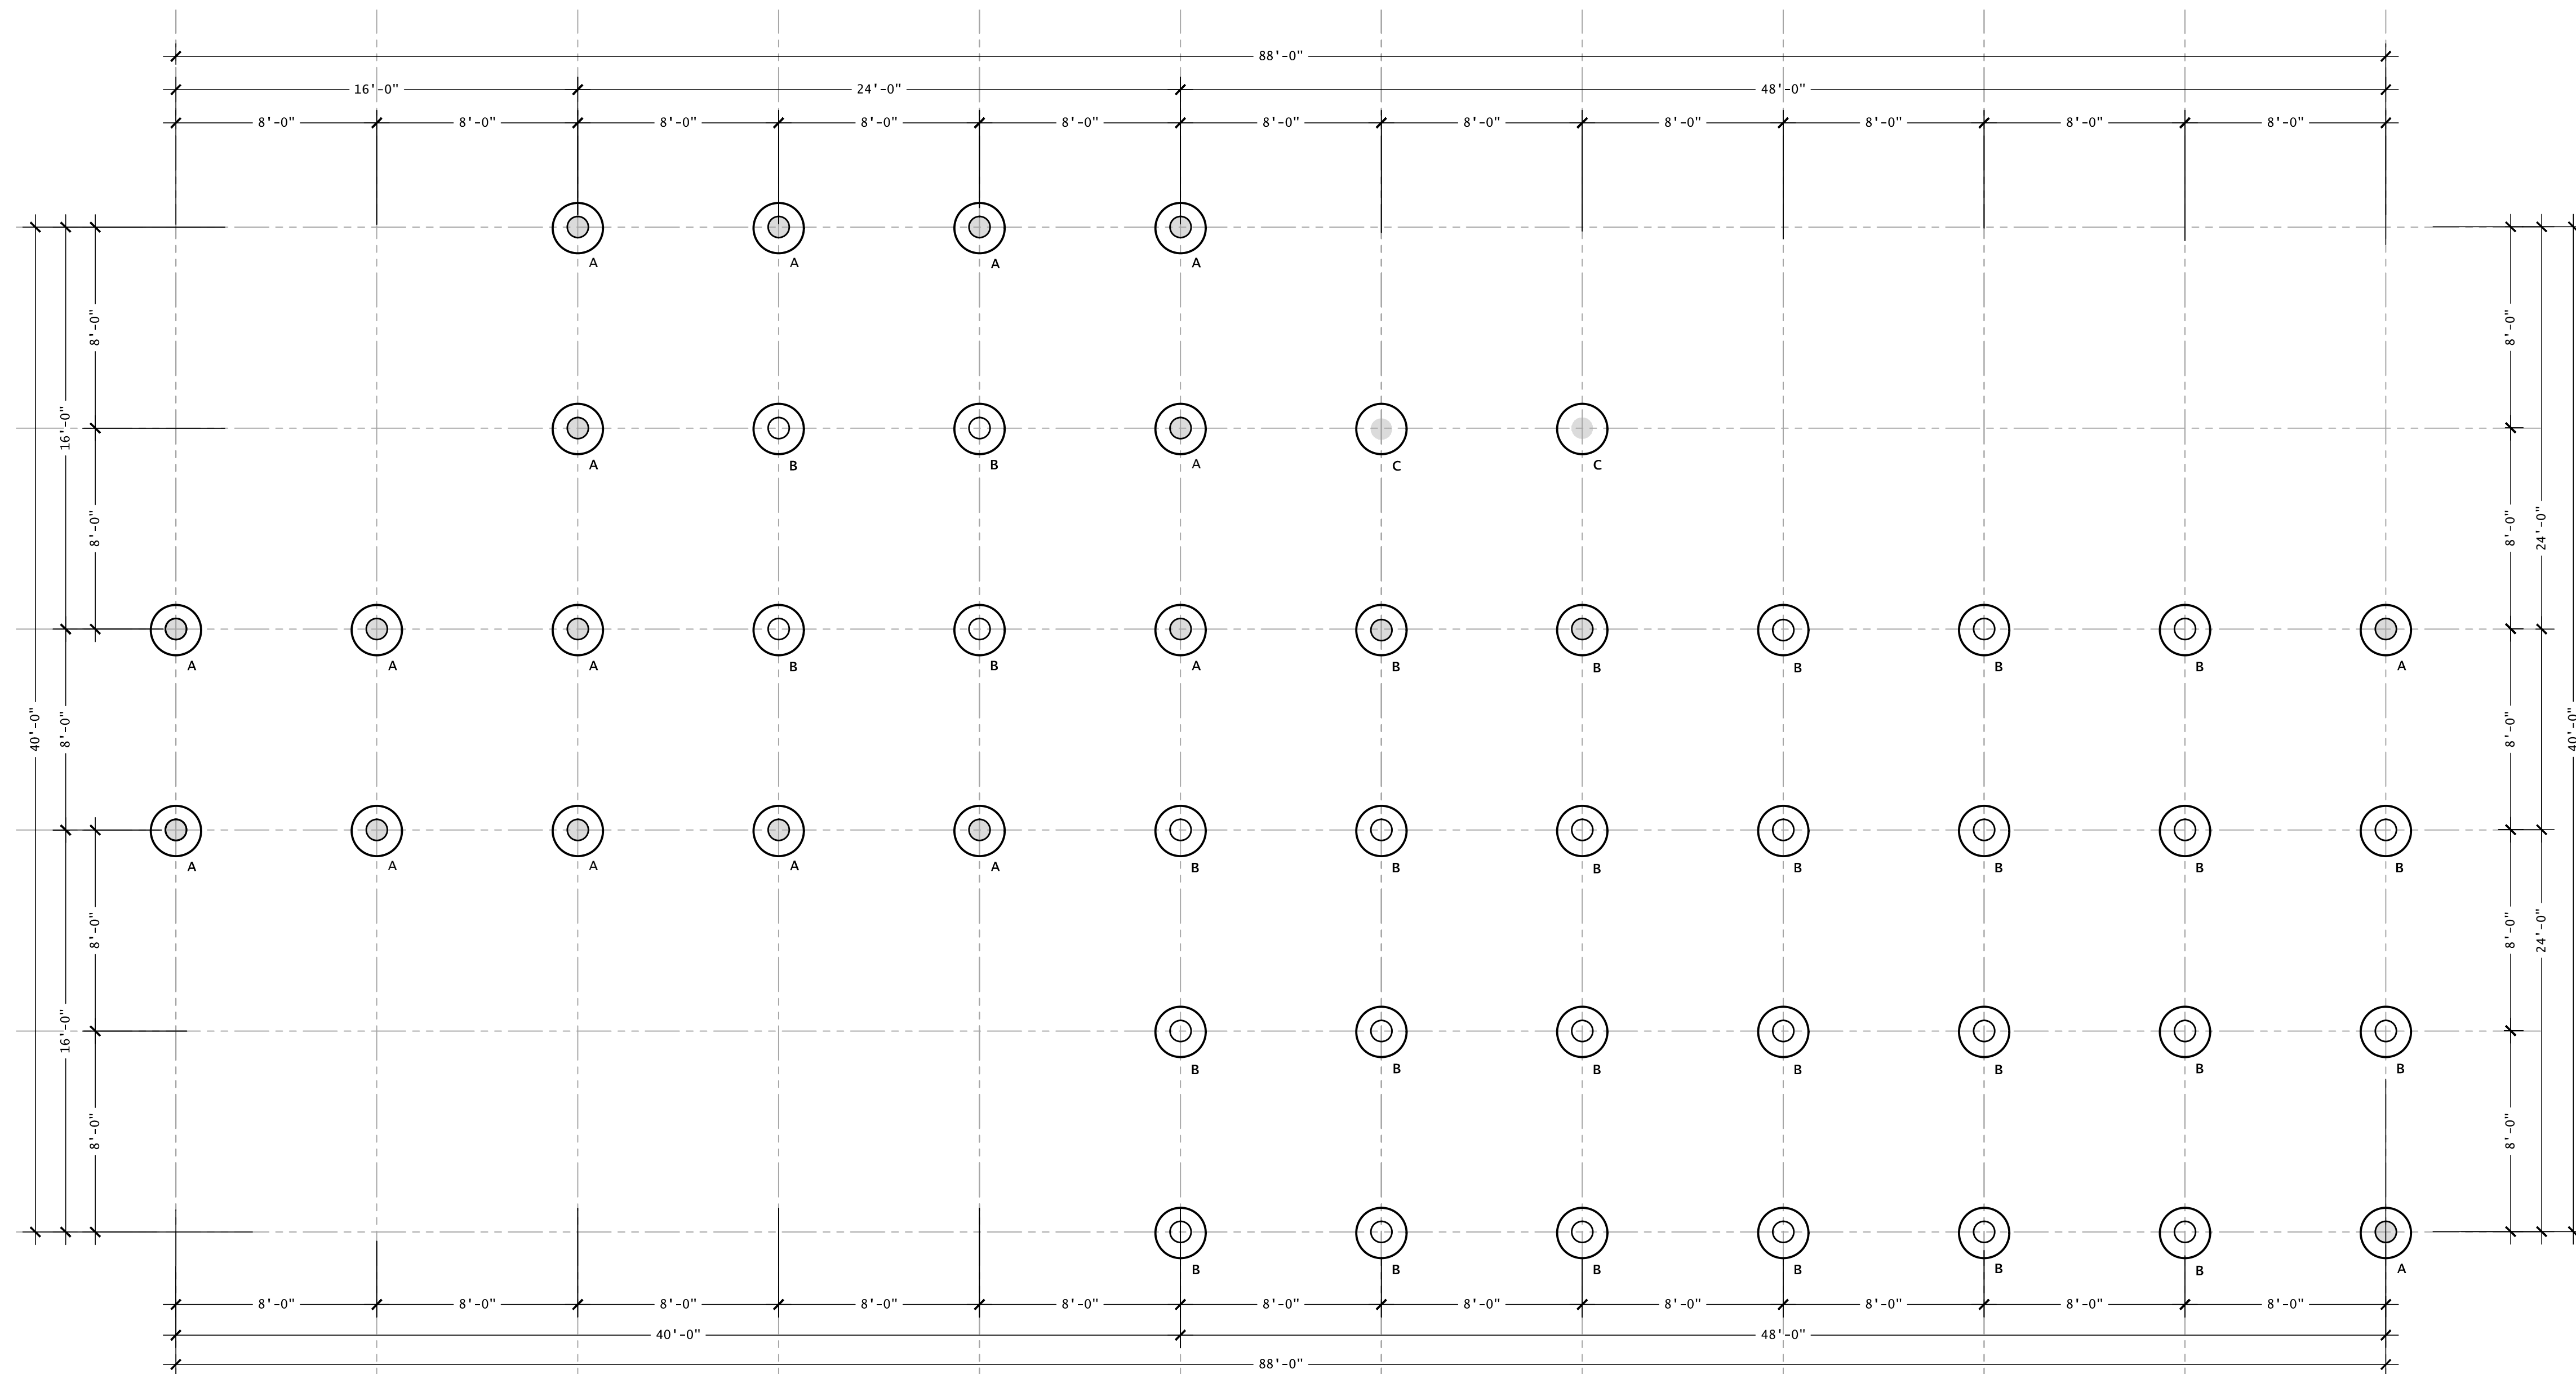 88'-0"
16'-0" 24'-0" 48'-0"
8'-0" 8'-0" 8'-0" 8'-0" 8'-0" 8'-0" 8'-0" 8'-0" 8'-0" 8'-0" 8'-0"
A A A A
8'-0" 8'-0"
16'-0"
A B B A C C
8'-0" 8'-0" 24'-0"
A A A B B A B B B B B A
40'-0" 8'-0" 8'-0" 40'-0"
A A A A A B B B B B B B
8'-0" 8'-0" 24'-0"
16'-0"
B B B B B B B
8'-0" 8'-0"
B B B B B B A
8'-0" 8'-0" 8'-0" 8'-0" 8'-0" 8'-0" 8'-0" 8'-0" 8'-0" 8'-0" 8'-0"
40'-0" 48'-0"
88'-0"